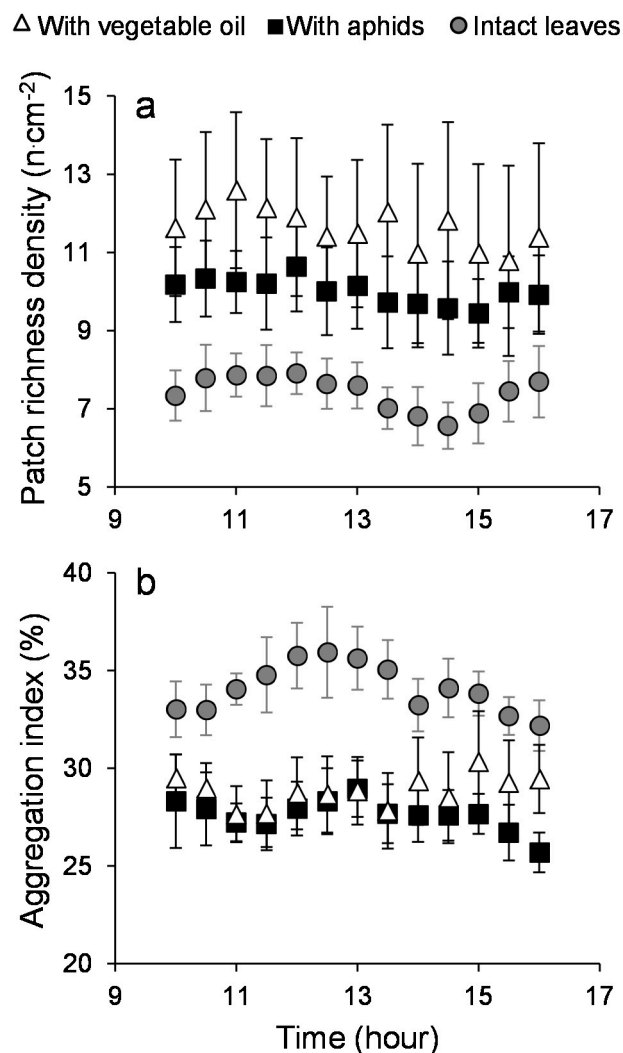 With vegetable oil With aphids Intact leaves
a
Patch richness density (n·cm⁻²)
15
13
11
9
7
5
9 11 13 15 17
b
Aggregation index (%)
40
35
30
25
20
9 11 13 15 17
Time (hour)